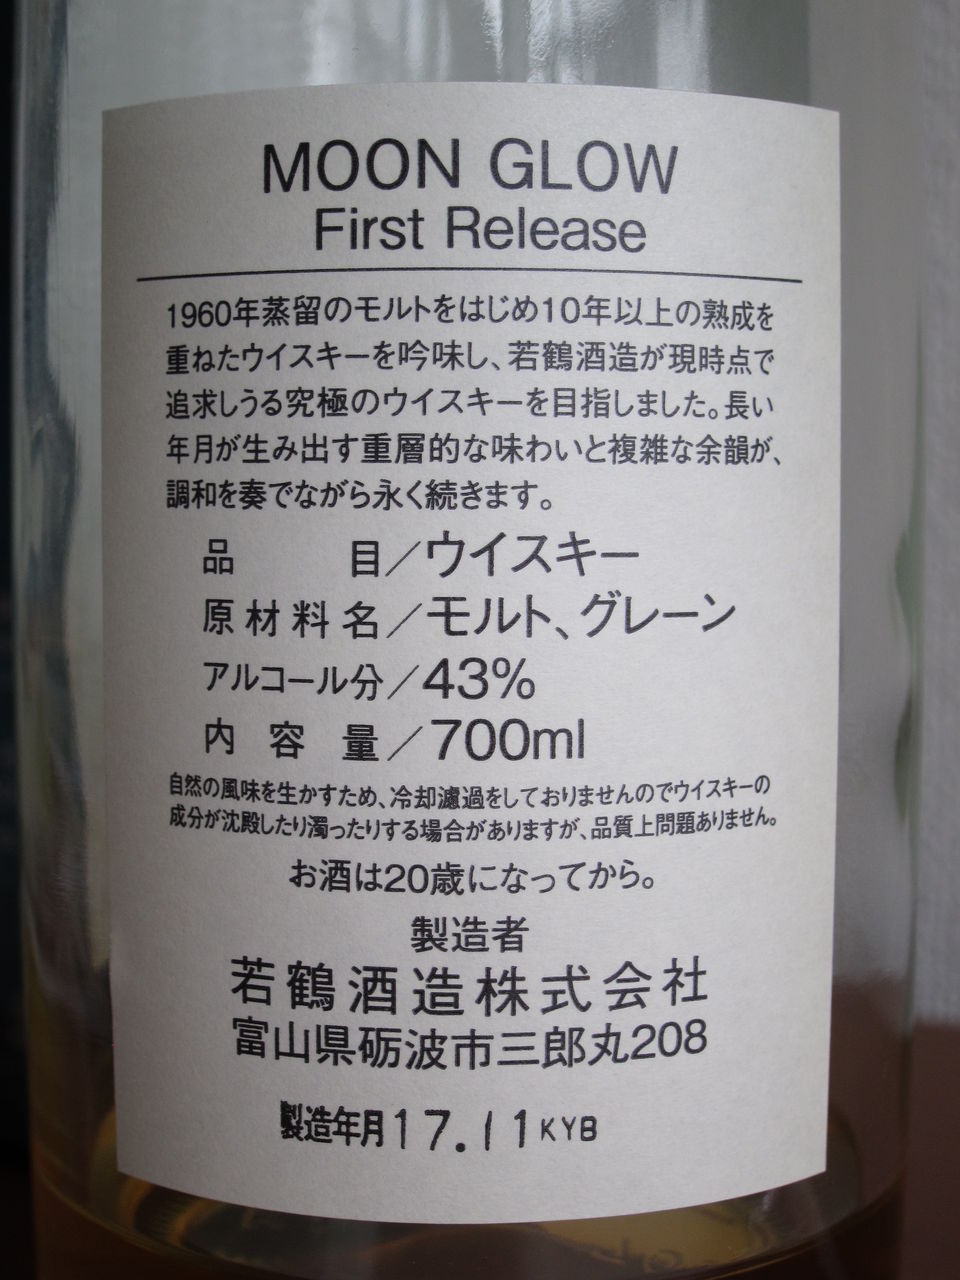 MOON GLOW
First Release
1960年蒸留のモルトをはじめ10年以上の熟成を
重ねたウイスキーを吟味し、若鶴酒造が現時点で
追求しうる究極のウイスキーを目指しました。長い
年月が生み出す重層的な味わいと複雑な余韻が、
調和を奏でながら永く続きます。
品　　目／ウイスキー
原材料名／モルト、グレーン
アルコール分／43%
内　容　量／700ml
自然の風味を生かすため、冷却濾過をしておりませんのでウイスキーの
成分が沈殿したり濁ったりする場合がありますが、品質上問題ありません。
お酒は20歳になってから。
製造者
若鶴酒造株式会社
富山県砺波市三郎丸208
製造年月17.11KYB